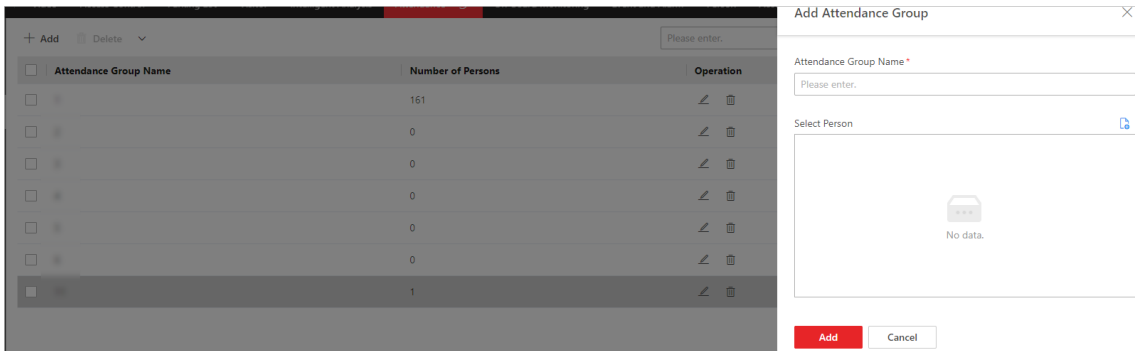 Add Attendance Group
Add Delete
Please enter.
Attendance Group Name Number of Persons Operation
Attendance Group Name *
Please enter.
161
Select Person
0
0
0
0
0
1
No data.
Add Cancel